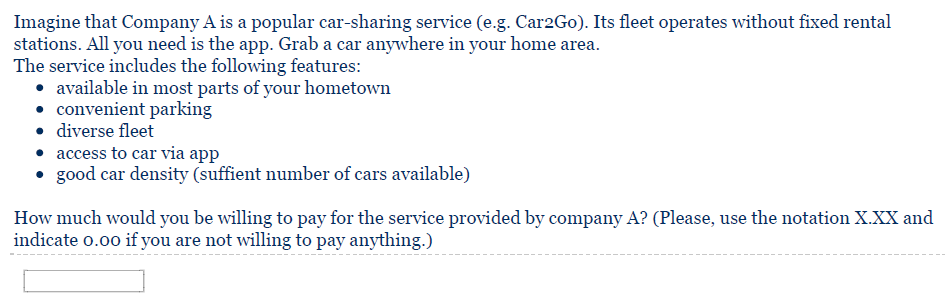 Imagine that Company A is a popular car-sharing service (e.g. Car2Go). Its fleet operates without fixed rental
stations. All you need is the app. Grab a car anywhere in your home area.
The service includes the following features:
• available in most parts of your hometown
• convenient parking
• diverse fleet
• access to car via app
• good car density (suffient number of cars available)
How much would you be willing to pay for the service provided by company A? (Please, use the notation X.XX and
indicate 0.00 if you are not willing to pay anything.)